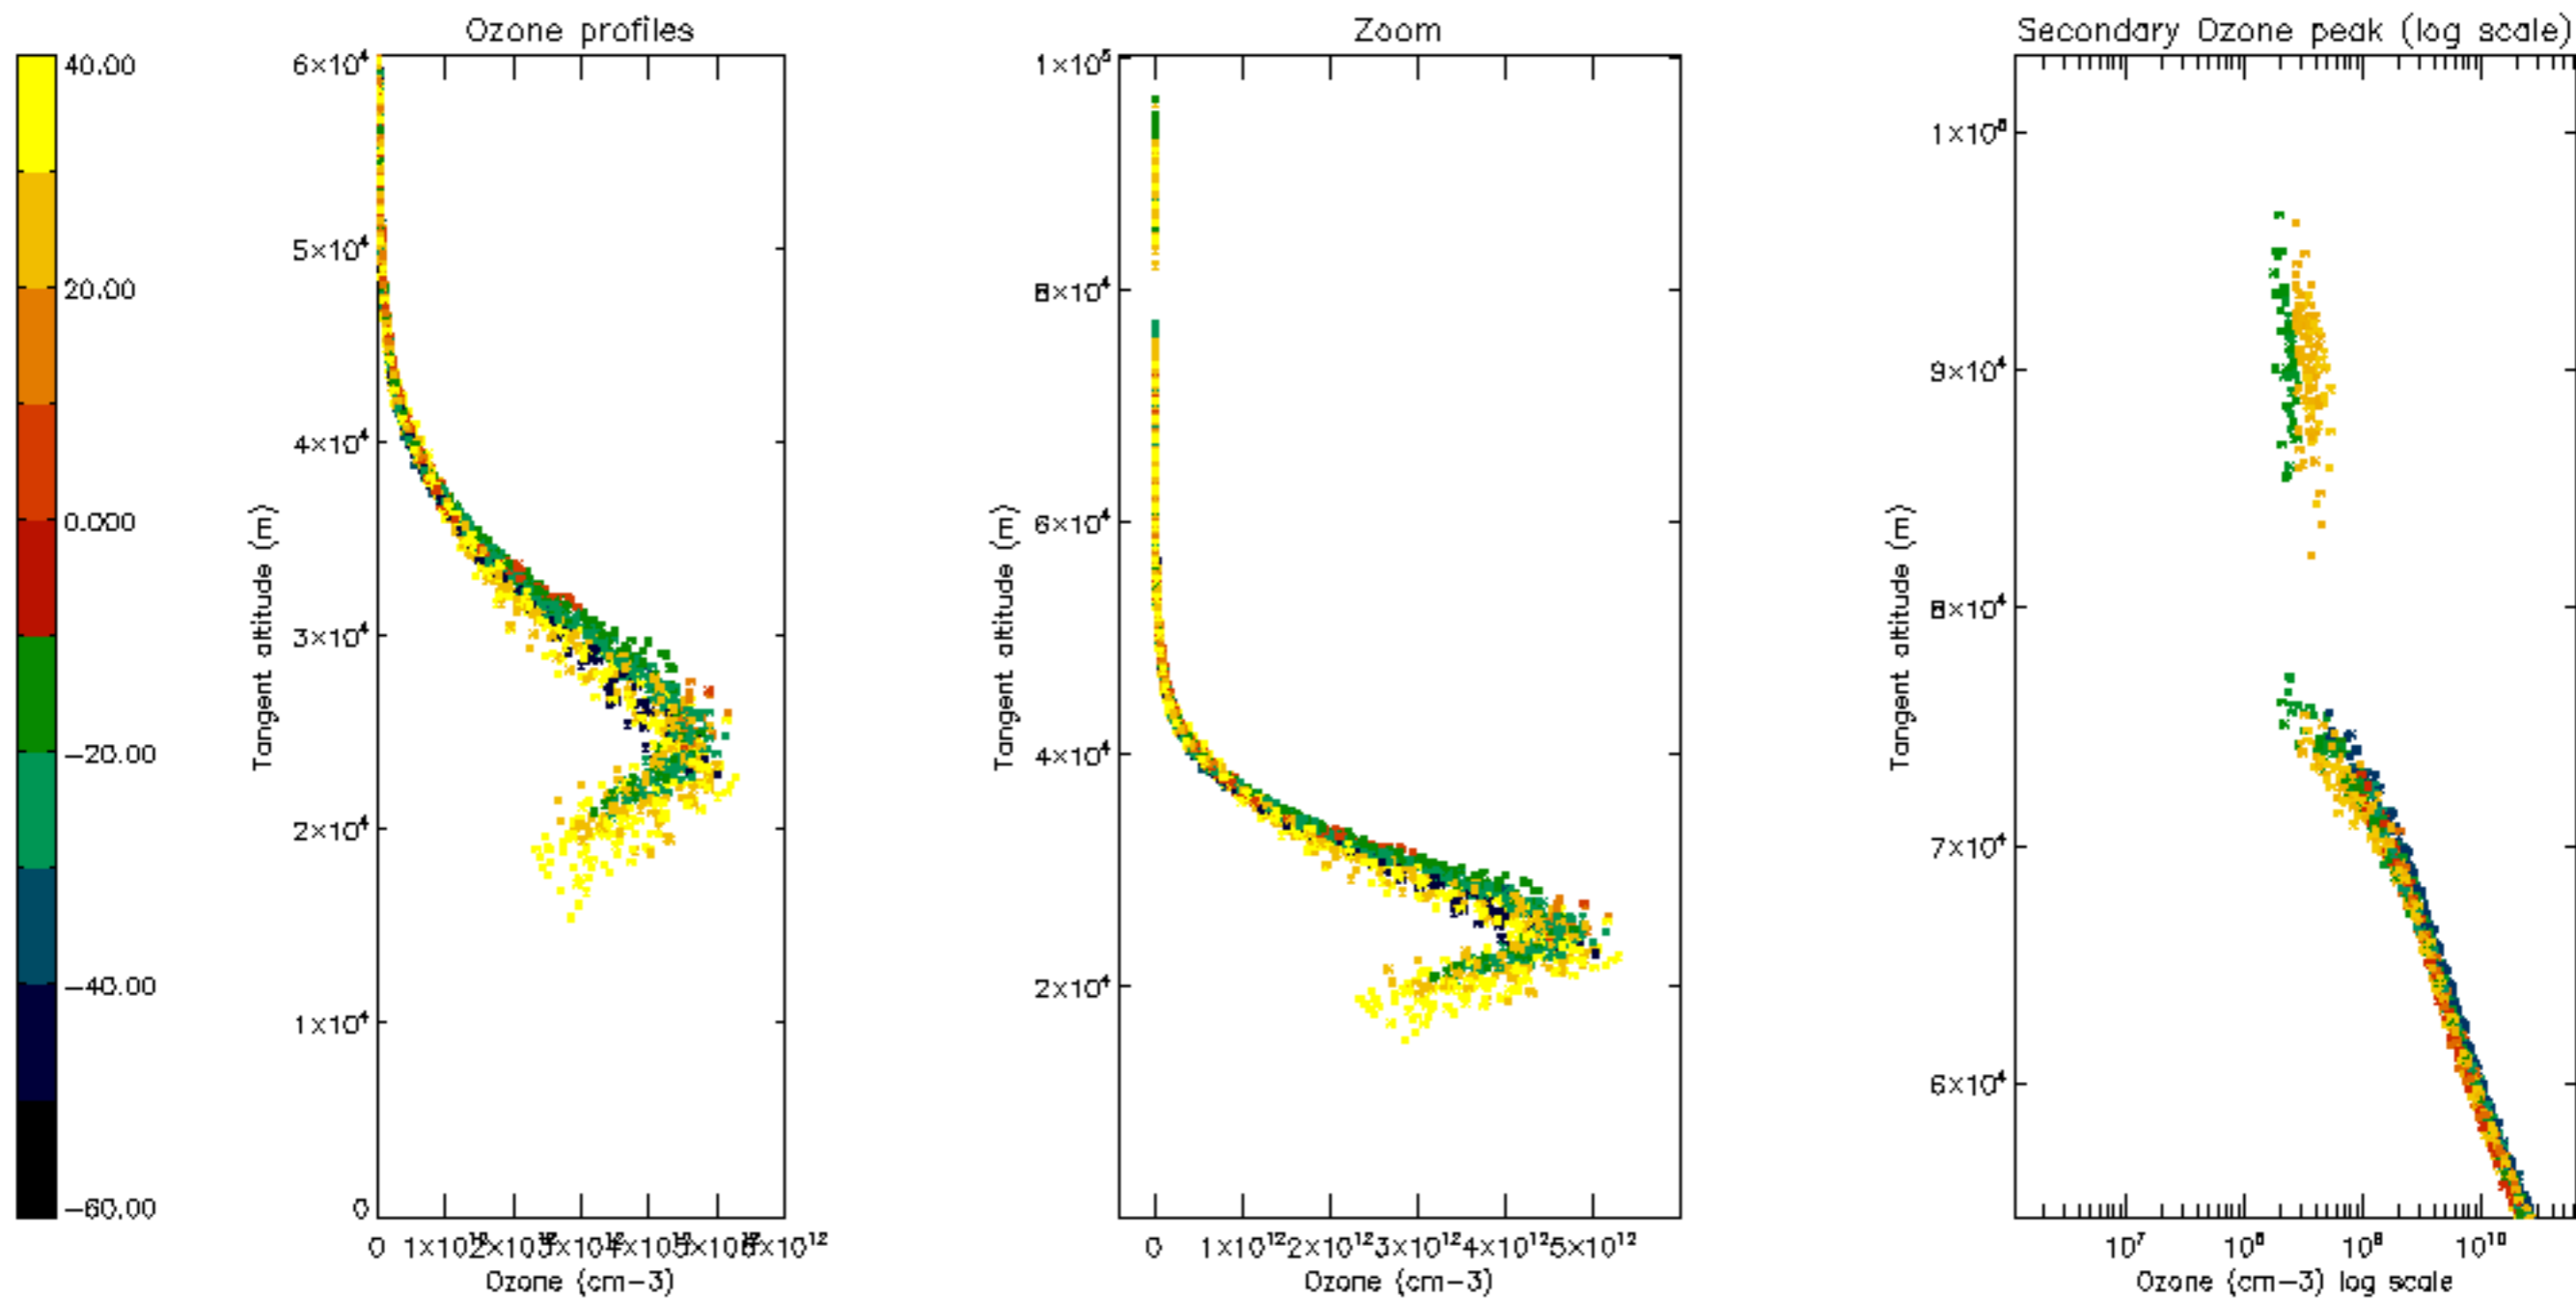 Ozone profiles
Zoom
Secondary Ozone peak (log scale)
40.00
20.00
0.000
-20.00
-40.00
-60.00
6×10⁴
5×10⁴
4×10⁴
3×10⁴
2×10⁴
1×10⁴
0
Tangent altitude (m)
0
Ozone (cm-3)
1×10⁵
8×10⁴
6×10⁴
4×10⁴
2×10⁴
Tangent altitude (m)
0 1×10¹² 2×10¹² 3×10¹² 4×10¹² 5×10¹²
Ozone (cm-3)
9×10⁴
8×10⁴
7×10⁴
6×10⁴
Tangent altitude (m)
10⁷ 10⁸ 10⁹ 10¹⁰
Ozone (cm-3) log scale